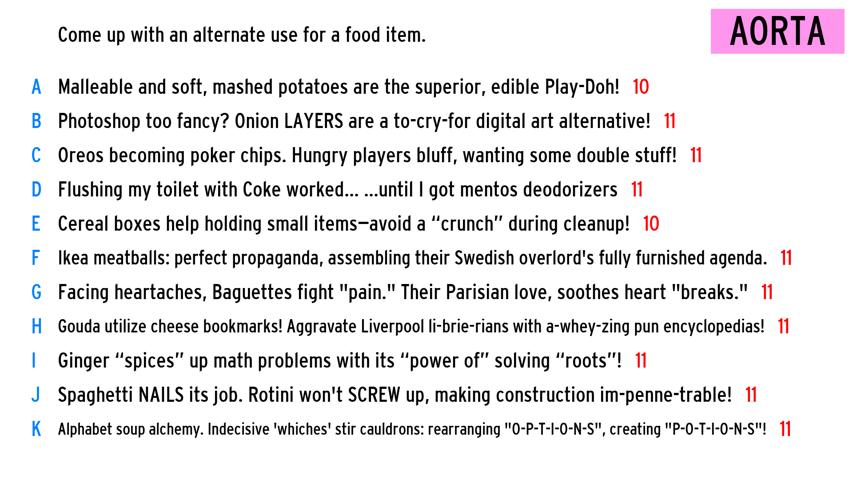 Come up with an alternate use for a food item.
AORTA
A Malleable and soft, mashed potatoes are the superior, edible Play-Doh! 10
B Photoshop too fancy? Onion LAYERS are a to-cry-for digital art alternative! 11
C Oreos becoming poker chips. Hungry players bluff, wanting some double stuff! 11
D Flushing my toilet with Coke worked... ...until I got mentos deodorizers 11
E Cereal boxes help holding small items—avoid a “crunch” during cleanup! 10
F Ikea meatballs: perfect propaganda, assembling their Swedish overlord's fully furnished agenda. 11
G Facing heartaches, Baguettes fight "pain." Their Parisian love, soothes heart "breaks." 11
H Gouda utilize cheese bookmarks! Aggravate Liverpool li-brie-rians with a-whey-zing pun encyclopedias! 11
I Ginger “spices” up math problems with its “power of” solving “roots”! 11
J Spaghetti NAILS its job. Rotini won't SCREW up, making construction im-penne-trable! 11
K Alphabet soup alchemy. Indecisive 'whiches' stir cauldrons: rearranging "O-P-T-I-O-N-S", creating "P-O-T-I-O-N-S"! 11